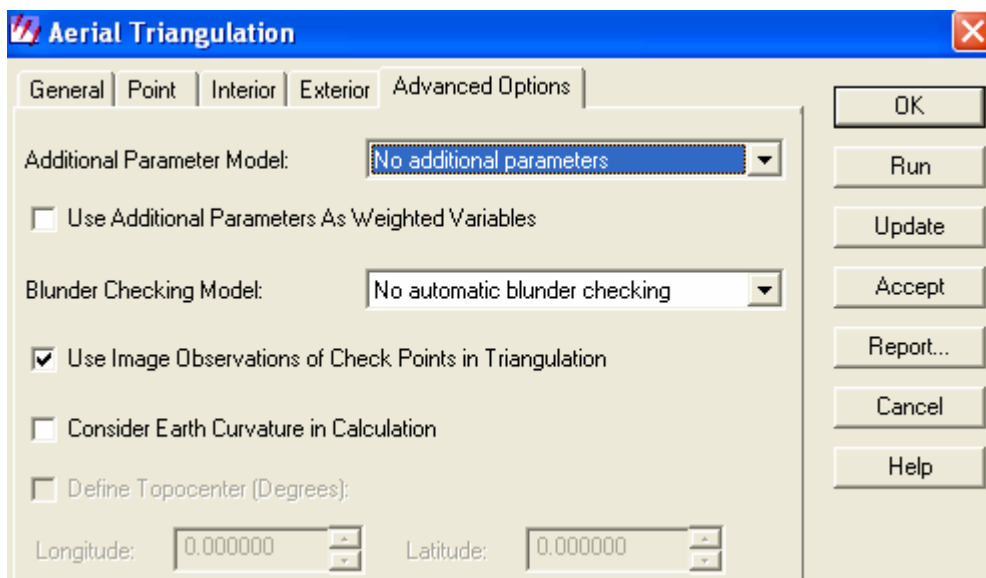 Aerial Triangulation
General Point Interior Exterior Advanced Options
Additional Parameter Model: No additional parameters
Use Additional Parameters As Weighted Variables
Blunder Checking Model: No automatic blunder checking
Use Image Observations of Check Points in Triangulation
Consider Earth Curvature in Calculation
Define Topocenter (Degrees):
Longitude: 0.000000 Latitude: 0.000000
OK
Run
Update
Accept
Report...
Cancel
Help